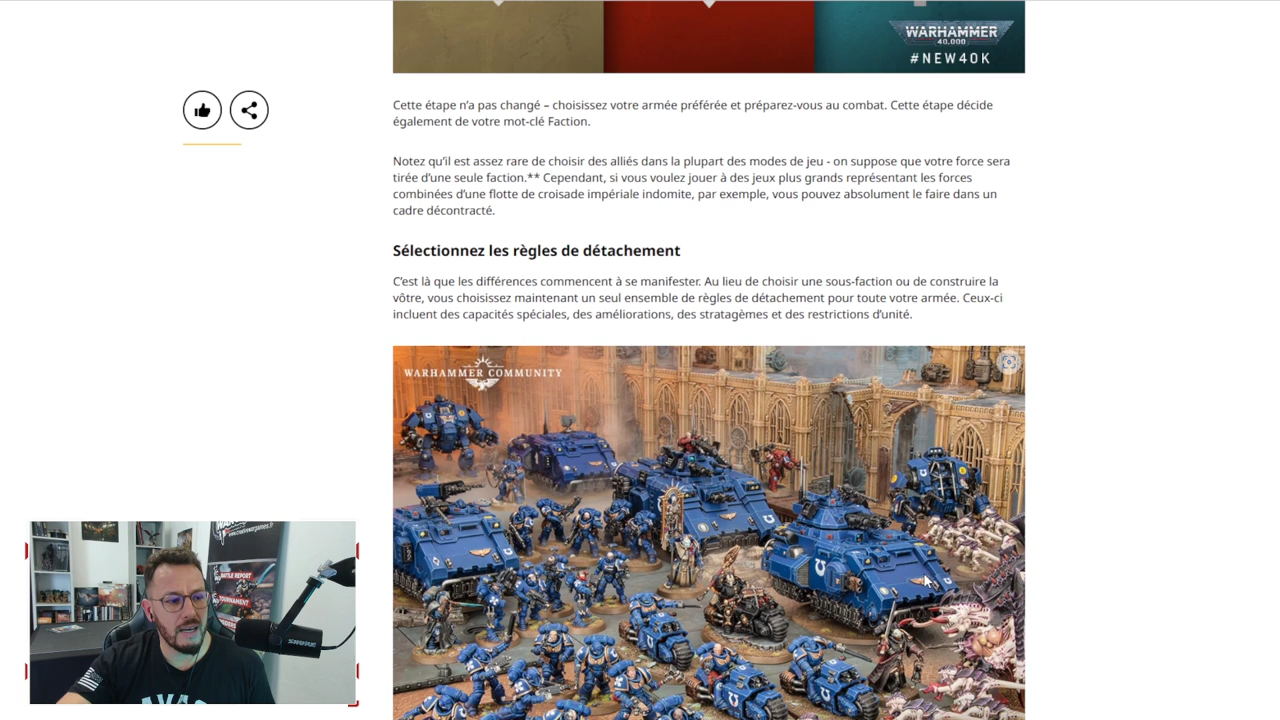 WARHAMMER
40,000
#NEW40K
Cette étape n'a pas changé – choisissez votre armée préférée et préparez-vous au combat. Cette étape décide
également de votre mot-clé Faction.
Notez qu'il est assez rare de choisir des alliés dans la plupart des modes de jeu - on suppose que votre force sera
tirée d'une seule faction.** Cependant, si vous voulez jouer à des jeux plus grands représentant les forces
combinées d'une flotte de croisade impériale indomite, par exemple, vous pouvez absolument le faire dans un
cadre décontracté.
Sélectionnez les règles de détachement
C'est là que les différences commencent à se manifester. Au lieu de choisir une sous-faction ou de construire la
vôtre, vous choisissez maintenant un seul ensemble de règles de détachement pour toute votre armée. Ceux-ci
incluent des capacités spéciales, des améliorations, des stratagèmes et des restrictions d'unité.
WARHAMMER COMMUNITY
BATTLE REPORT
TOURNAMENT
SHURE